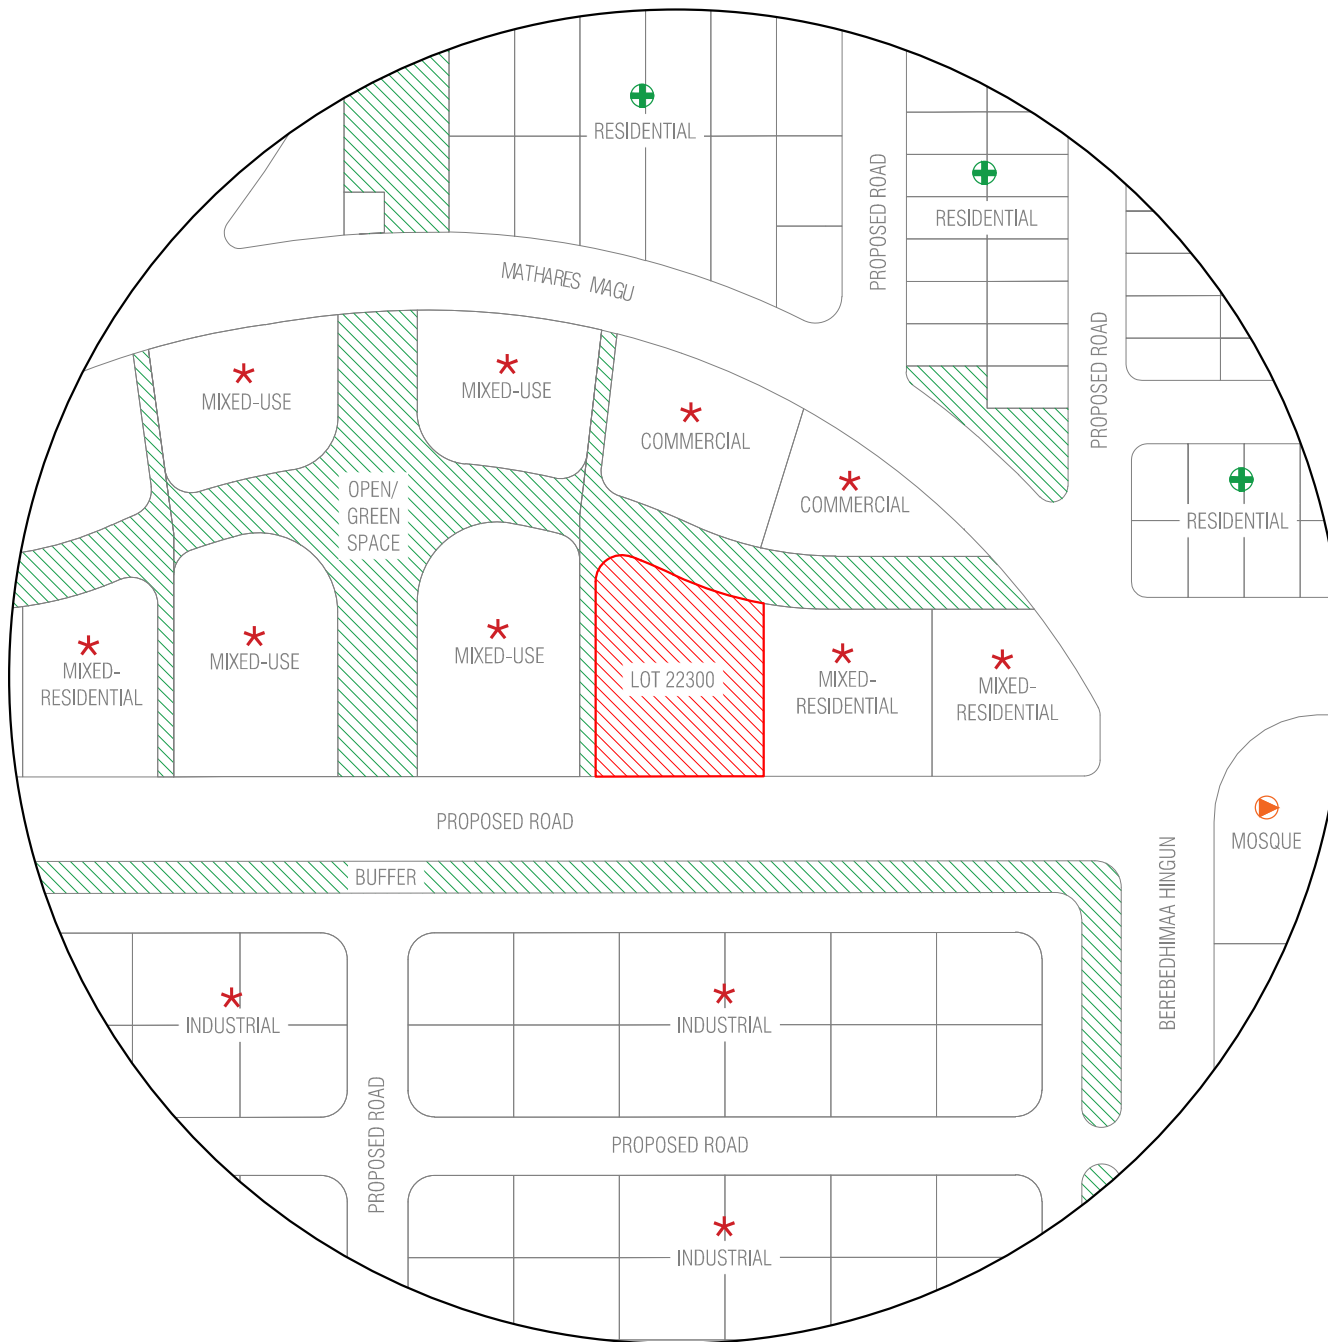 RESIDENTIAL
PROPOSED ROAD
RESIDENTIAL
MATHARES MAGU
PROPOSED ROAD
MIXED-USE
MIXED-USE
COMMERCIAL
COMMERCIAL
OPEN/
GREEN
SPACE
RESIDENTIAL
MIXED-
RESIDENTIAL
MIXED-USE
MIXED-USE
LOT 22300
MIXED-
RESIDENTIAL
MIXED-
RESIDENTIAL
PROPOSED ROAD
MOSQUE
BUFFER
BEREBEDHIMAA HINGUN
INDUSTRIAL
INDUSTRIAL
PROPOSED ROAD
PROPOSED ROAD
INDUSTRIAL